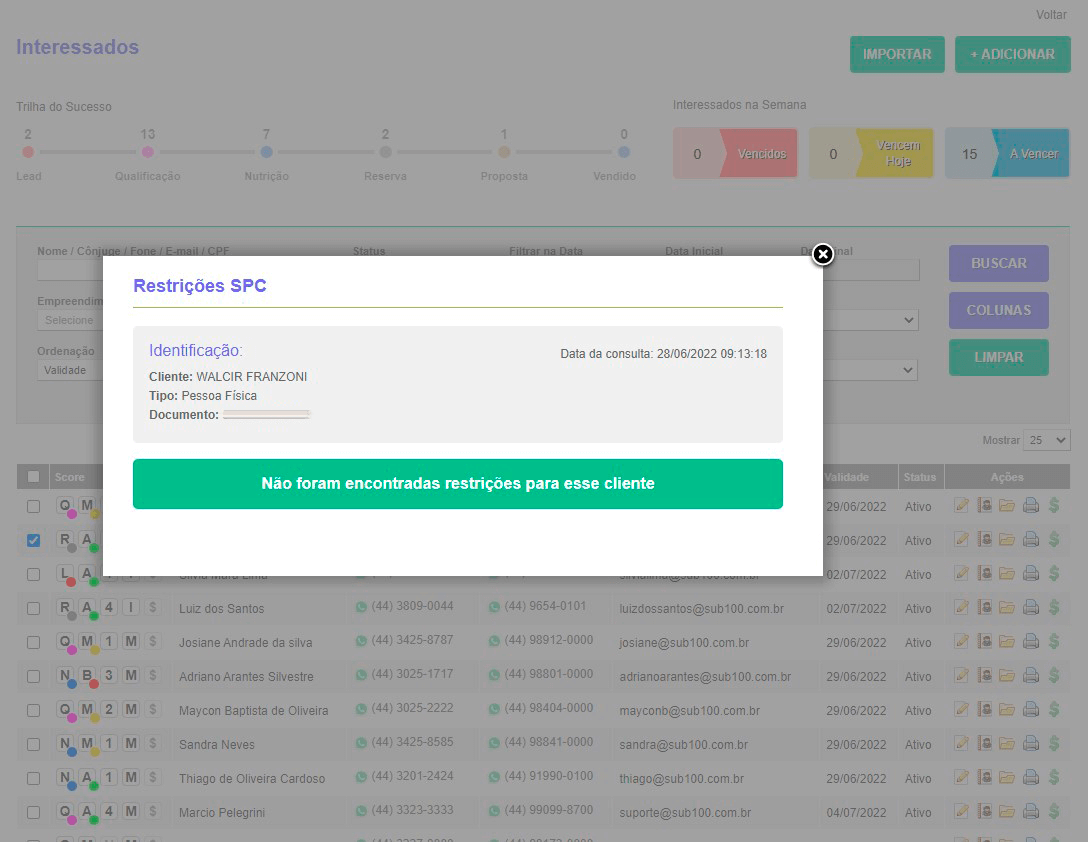 Voltar
Interessados
IMPORTAR
+ ADICIONAR
Trilha do Sucesso
Interessados na Semana
2 13 7 2 1 0
Lead Qualificação Nutrição Reserva Proposta Vendido
0 Vencidos
0 Vencem Hoje
15 A Vencer
Nome / Cônjuge / Fone / E-mail / CPF Status Filtrar na Data Data Inicial
BUSCAR
COLUNAS
LIMPAR
Selecione
Ordenação
Validade
Restrições SPC
Identificação:
Data da consulta: 28/06/2022 09:13:18
Cliente: WALCIR FRANZONI
Tipo: Pessoa Física
Documento:
Não foram encontradas restrições para esse cliente
Mostrar 25
Score Validade Status Ações
Q M 29/06/2022 Ativo $
R A 29/06/2022 Ativo $
L A Silvia Mara Lima 02/07/2022 Ativo $
R A 4 I $ Luiz dos Santos (44) 3809-0044 (44) 9654-0101 luizdossantos@sub100.com.br 02/07/2022 Ativo $
Q M 1 M $ Josiane Andrade da silva (44) 3425-8787 (44) 98912-0000 josiane@sub100.com.br 29/06/2022 Ativo $
N B 3 M $ Adriano Arantes Silvestre (44) 3025-1717 (44) 98801-0000 adrianoarantes@sub100.com.br 29/06/2022 Ativo $
Q M 2 M $ Maycon Baptista de Oliveira (44) 3025-2222 (44) 98404-0000 mayconb@sub100.com.br 29/06/2022 Ativo $
N M 1 M $ Sandra Neves (44) 3425-8585 (44) 98841-0000 sandra@sub100.com.br 29/06/2022 Ativo $
N A 1 M $ Thiago de Oliveira Cardoso (44) 3201-2424 (44) 91990-0100 thiago@sub100.com.br 29/06/2022 Ativo $
Q A 4 M $ Marcio Pelegrini (44) 3323-3333 (44) 99099-8700 suporte@sub100.com.br 04/07/2022 Ativo $